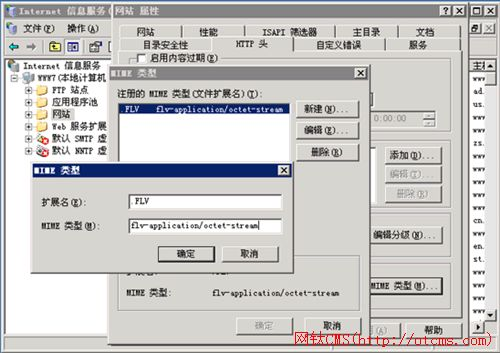 Internet 信息服务
网站 属性
文件(F) 操作(A)
网站 性能 ISAPI 筛选器 主目录 文档
目录安全性 HTTP 头 自定义错误 服务
启用内容过期(E)
Internet 信息服务
WWW7(本地计算机
FTP 站点
应用程序池
网站
Web 服务扩展
默认 SMTP 虚
默认 NNTP 虚
主机
MIME 类型
注册的 MIME 类型(文件扩展名)(T):
.FLV flv-application/octet-stream
新建(N)...
编辑(E)...
删除(R)
0:00:00
添加(D)...
编辑(I)...
删除(R)
编辑分级(G)...
MIME 类型(M)...
MIME 类型
扩展名(E):
.FLV
MIME 类型(M):
flv-application/octet-stream
确定
取消
MIME 类型:
flv-application/octet-stream
确定
取消
帮助
网钛CMS(http://otcms.com)